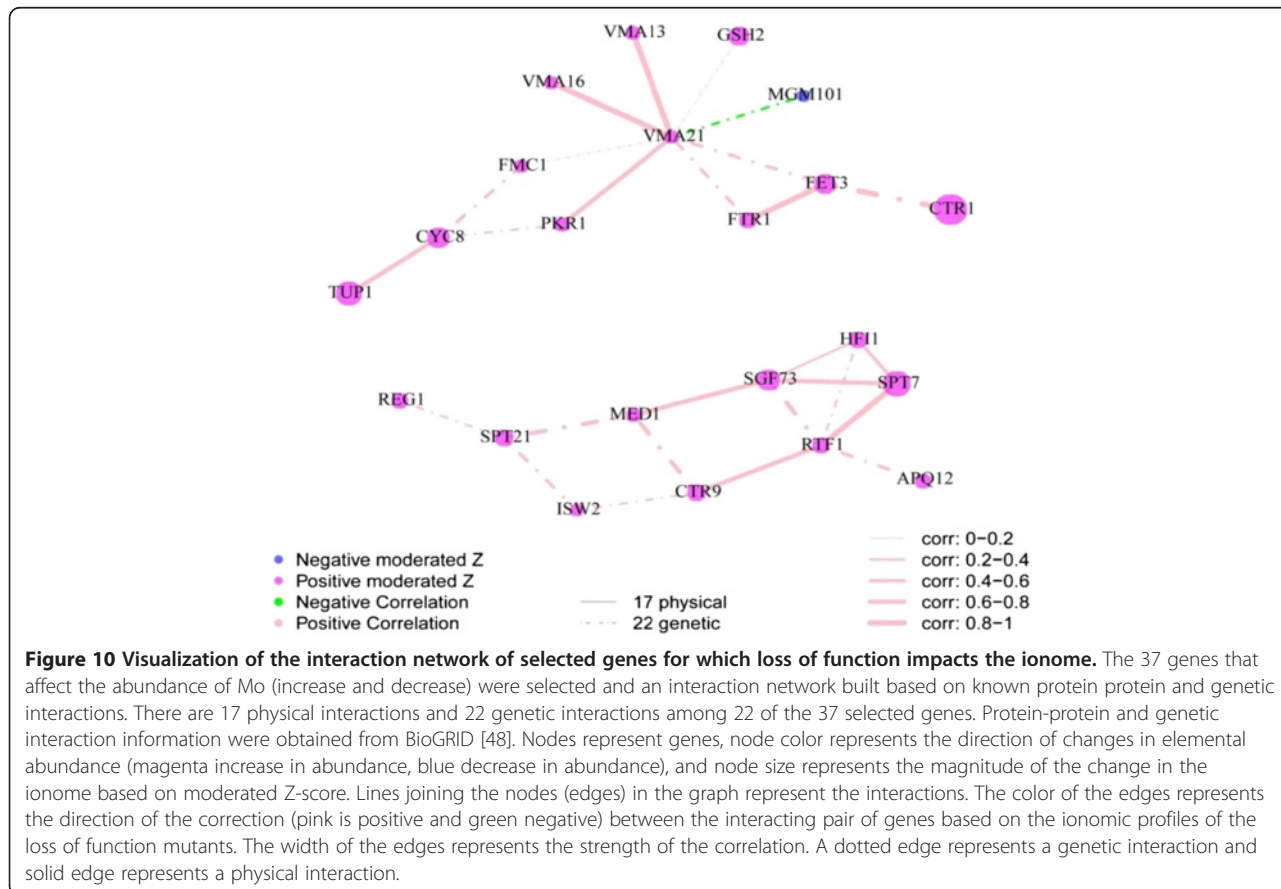 VMA13
GSH2
VMA16
MGM101
VMA21
FMC1
FET3
CTR1
FTR1
PKR1
CYC8
TUP1
HFI1
SGF73
SPT7
REG1
MED1
SPT21
RTF1
APQ12
CTR9
ISW2
Negative moderated Z
Positive moderated Z
Negative Correlation
Positive Correlation
17 physical
22 genetic
corr: 0−0.2
corr: 0.2−0.4
corr: 0.4−0.6
corr: 0.6−0.8
corr: 0.8−1
Figure 10 Visualization of the interaction network of selected genes for which loss of function impacts the ionome. The 37 genes that
affect the abundance of Mo (increase and decrease) were selected and an interaction network built based on known protein protein and genetic
interactions. There are 17 physical interactions and 22 genetic interactions among 22 of the 37 selected genes. Protein-protein and genetic
interaction information were obtained from BioGRID [48]. Nodes represent genes, node color represents the direction of changes in elemental
abundance (magenta increase in abundance, blue decrease in abundance), and node size represents the magnitude of the change in the
ionome based on moderated Z-score. Lines joining the nodes (edges) in the graph represent the interactions. The color of the edges represents
the direction of the correction (pink is positive and green negative) between the interacting pair of genes based on the ionomic profiles of the
loss of function mutants. The width of the edges represents the strength of the correlation. A dotted edge represents a genetic interaction and
solid edge represents a physical interaction.